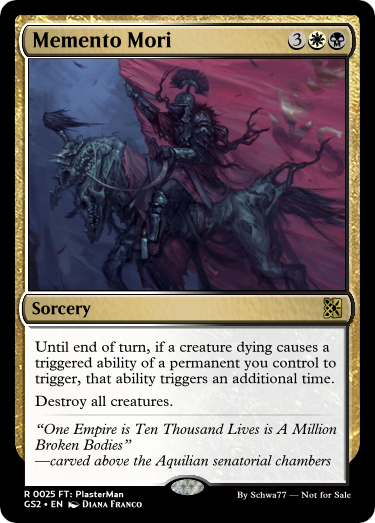 Memento Mori 3
Sorcery
Until end of turn, if a creature dying causes a
triggered ability of a permanent you control to
trigger, that ability triggers an additional time.
Destroy all creatures.
“One Empire is Ten Thousand Lives is A Million
Broken Bodies”
—carved above the Aquilian senatorial chambers
R 0025 FT: PlasterMan
GS2 • EN Diana Franco
By Schwa77 — Not for Sale